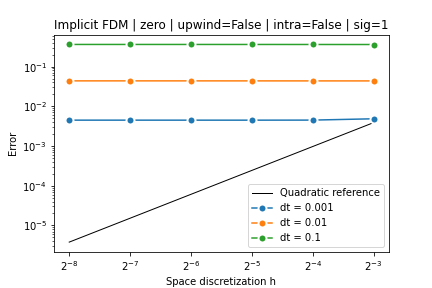 Implicit FDM | zero | upwind=False | intra=False | sig=1
Error
10⁻¹
10⁻²
10⁻³
10⁻⁴
10⁻⁵
Quadratic reference
dt = 0.001
dt = 0.01
dt = 0.1
2⁻⁸ 2⁻⁷ 2⁻⁶ 2⁻⁵ 2⁻⁴ 2⁻³
Space discretization h